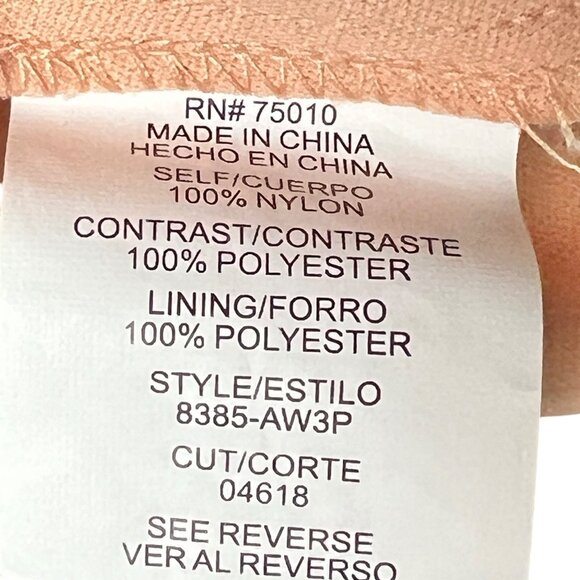 RN# 75010
MADE IN CHINA
HECHO EN CHINA
SELF/CUERPO
100% NYLON
CONTRAST/CONTRASTE
100% POLYESTER
LINING/FORRO
100% POLYESTER
STYLE/ESTILO
8385-AW3P
CUT/CORTE
04618
SEE REVERSE
VER AL REVERSO